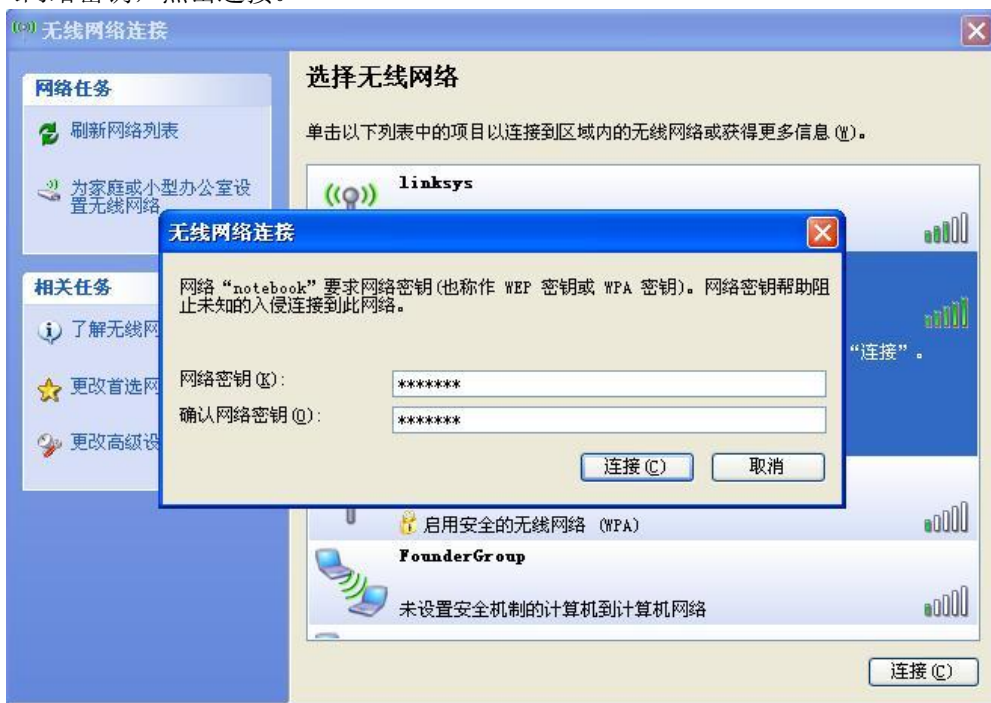 网络密钥，点击连接。
无线网络连接
网络任务
刷新网络列表
为家庭或小型办公室设
置无线网络
相关任务
了解无线网
更改首选网
更改高级设
选择无线网络
单击以下列表中的项目以连接到区域内的无线网络或获得更多信息(W)。
linksys
“连接”。
启用安全的无线网络 (WPA)
FounderGroup
未设置安全机制的计算机到计算机网络
连接(C)
无线网络连接
网络“notebook”要求网络密钥(也称作 WEP 密钥或 WPA 密钥)。网络密钥帮助阻
止未知的入侵连接到此网络。
网络密钥(K):
*******
确认网络密钥(O):
*******
连接(C)
取消